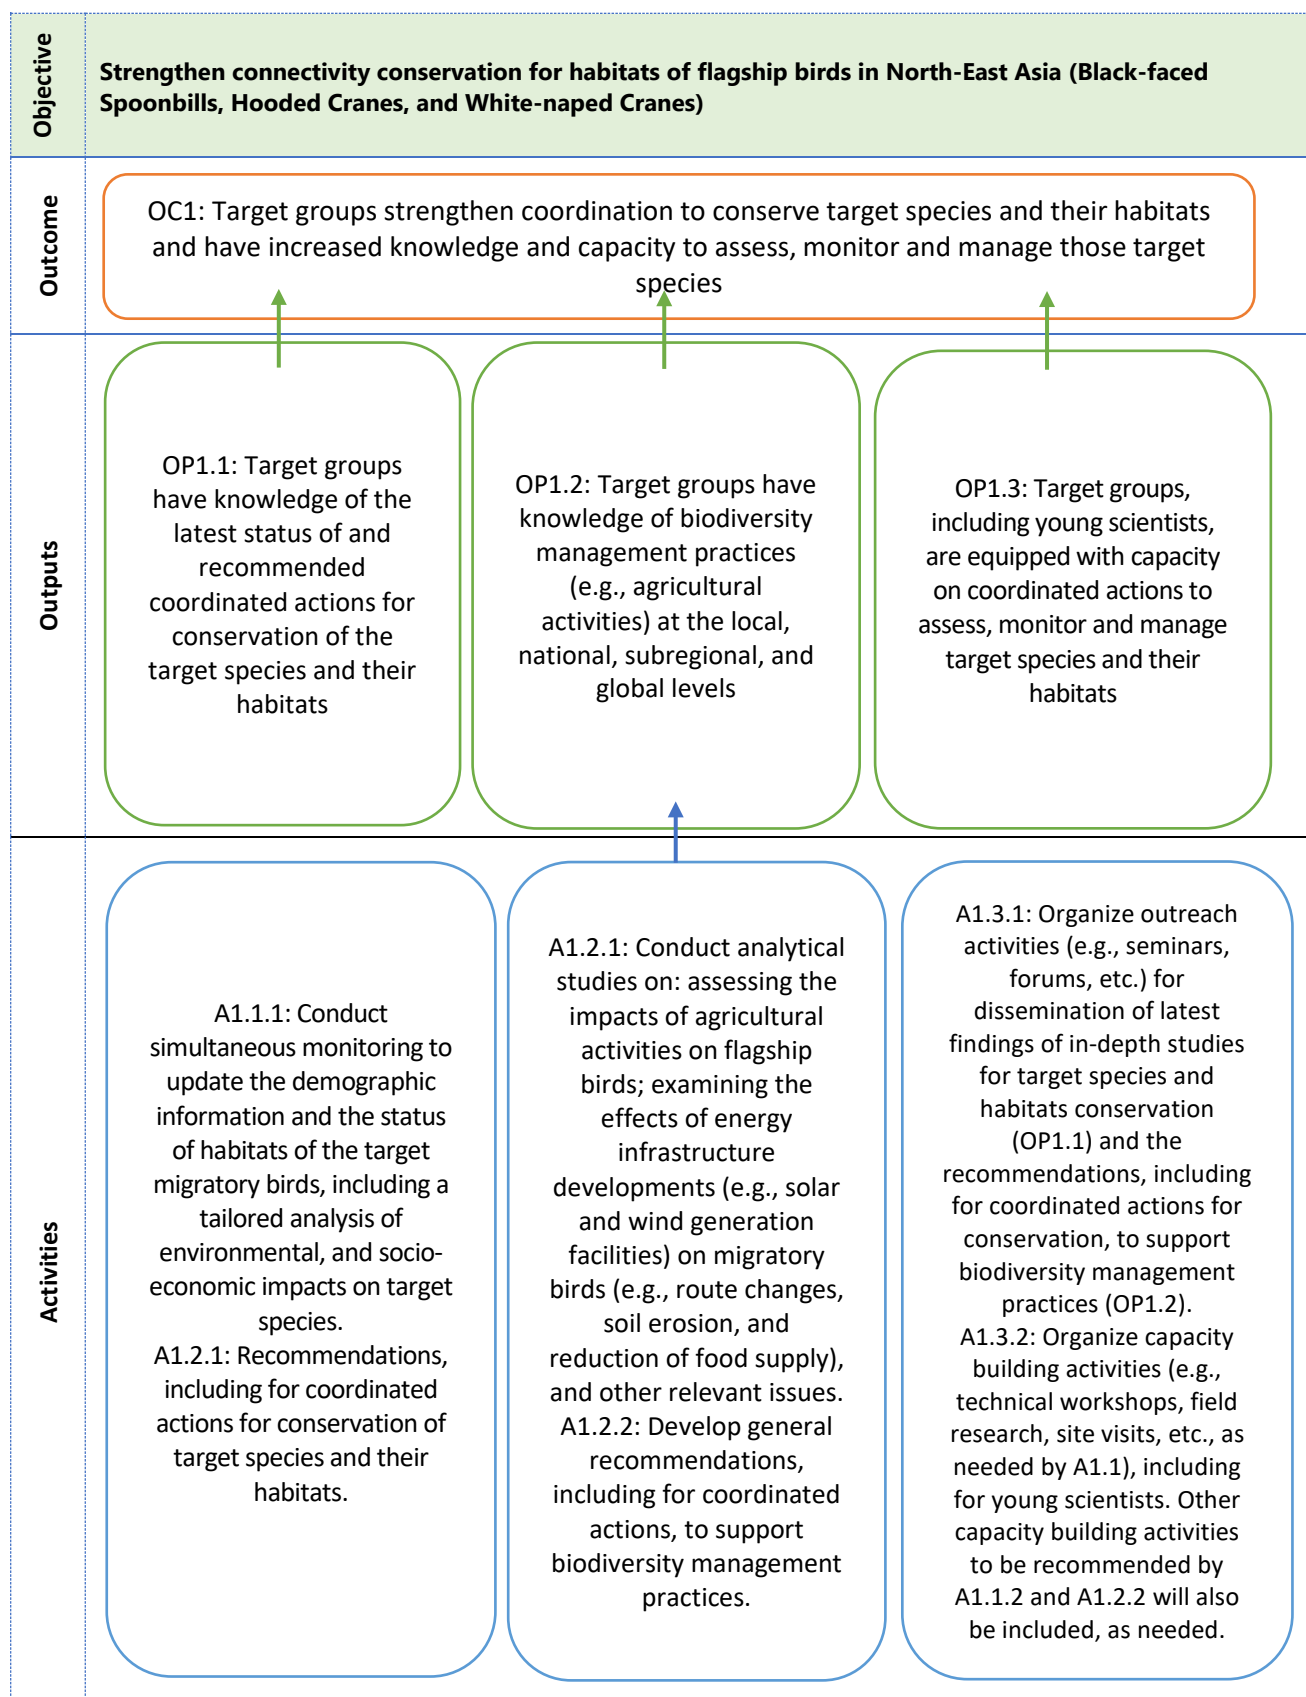 Objective
Strengthen connectivity conservation for habitats of flagship birds in North-East Asia (Black-faced
Spoonbills, Hooded Cranes, and White-naped Cranes)
Outcome
OC1: Target groups strengthen coordination to conserve target species and their habitats
and have increased knowledge and capacity to assess, monitor and manage those target
species
Outputs
OP1.1: Target groups
have knowledge of the
latest status of and
recommended
coordinated actions for
conservation of the
target species and their
habitats
OP1.2: Target groups have
knowledge of biodiversity
management practices
(e.g., agricultural
activities) at the local,
national, subregional, and
global levels
OP1.3: Target groups,
including young scientists,
are equipped with capacity
on coordinated actions to
assess, monitor and manage
target species and their
habitats
Activities
A1.1.1: Conduct
simultaneous monitoring to
update the demographic
information and the status
of habitats of the target
migratory birds, including a
tailored analysis of
environmental, and socio-
economic impacts on target
species.
A1.2.1: Recommendations,
including for coordinated
actions for conservation of
target species and their
habitats.
A1.2.1: Conduct analytical
studies on: assessing the
impacts of agricultural
activities on flagship
birds; examining the
effects of energy
infrastructure
developments (e.g., solar
and wind generation
facilities) on migratory
birds (e.g., route changes,
soil erosion, and
reduction of food supply),
and other relevant issues.
A1.2.2: Develop general
recommendations,
including for coordinated
actions, to support
biodiversity management
practices.
A1.3.1: Organize outreach
activities (e.g., seminars,
forums, etc.) for
dissemination of latest
findings of in-depth studies
for target species and
habitats conservation
(OP1.1) and the
recommendations, including
for coordinated actions for
conservation, to support
biodiversity management
practices (OP1.2).
A1.3.2: Organize capacity
building activities (e.g.,
technical workshops, field
research, site visits, etc., as
needed by A1.1), including
for young scientists. Other
capacity building activities
to be recommended by
A1.1.2 and A1.2.2 will also
be included, as needed.